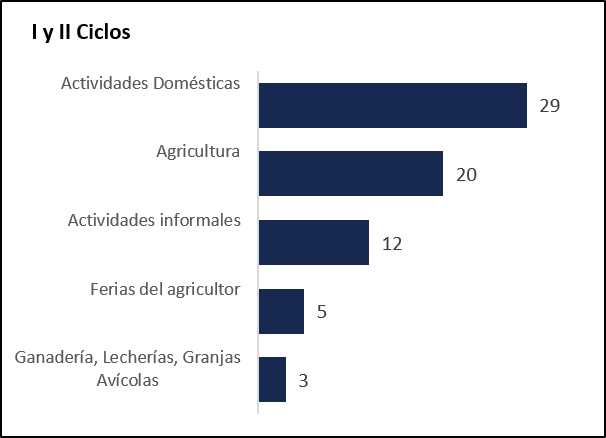 I y II Ciclos
Actividades Domésticas
29
Agricultura
20
Actividades informales
12
Ferias del agricultor
5
Ganadería, Lecherías, Granjas
Avícolas
3